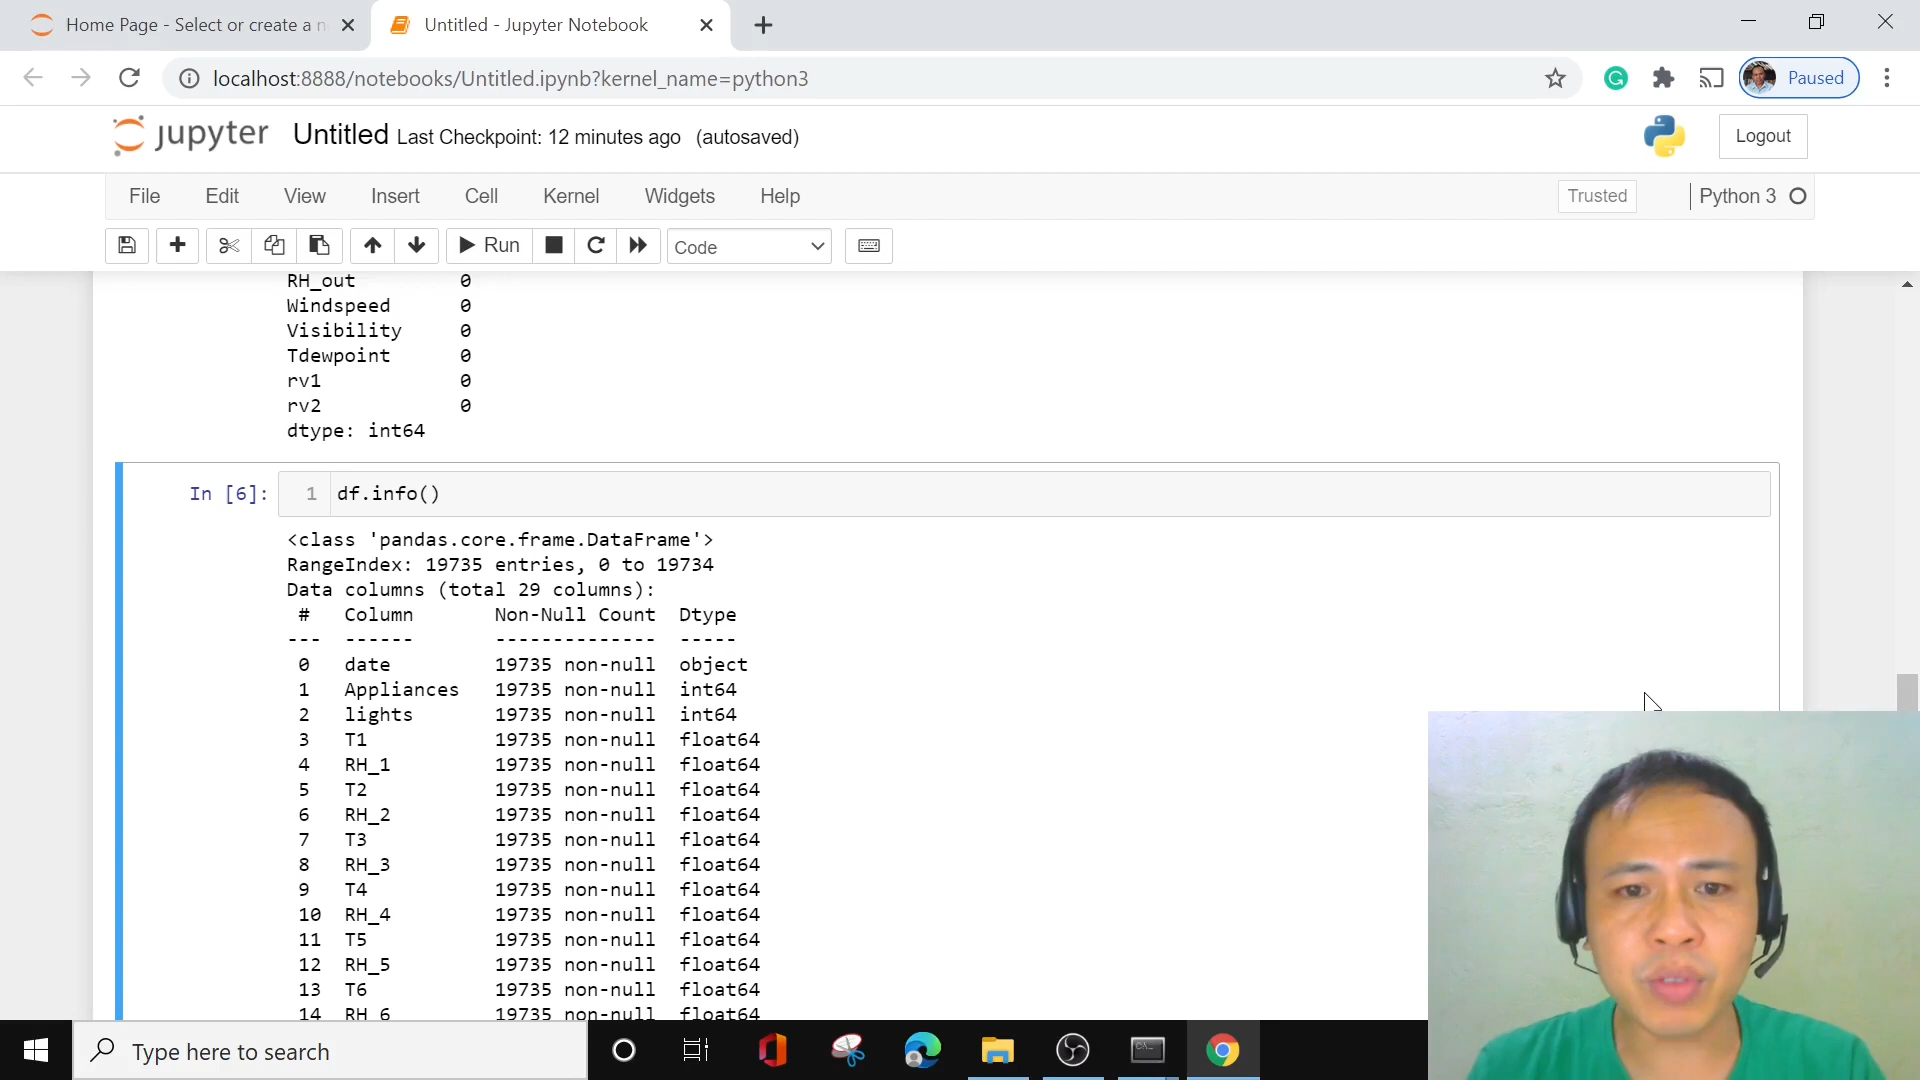 Home Page - Select or create a n
Untitled - Jupyter Notebook
localhost:8888/notebooks/Untitled.ipynb?kernel_name=python3
Paused
jupyter Untitled Last Checkpoint: 12 minutes ago (autosaved)
Logout
File Edit View Insert Cell Kernel Widgets Help
Trusted
Python 3
Run
Code
RH_out 0
Windspeed 0
Visibility 0
Tdewpoint 0
rv1 0
rv2 0
dtype: int64
In [6]: 1 df.info()
<class 'pandas.core.frame.DataFrame'>
RangeIndex: 19735 entries, 0 to 19734
Data columns (total 29 columns):
# Column Non-Null Count Dtype
--- ------ -------------- -----
0 date 19735 non-null object
1 Appliances 19735 non-null int64
2 lights 19735 non-null int64
3 T1 19735 non-null float64
4 RH_1 19735 non-null float64
5 T2 19735 non-null float64
6 RH_2 19735 non-null float64
7 T3 19735 non-null float64
8 RH_3 19735 non-null float64
9 T4 19735 non-null float64
10 RH_4 19735 non-null float64
11 T5 19735 non-null float64
12 RH_5 19735 non-null float64
13 T6 19735 non-null float64
14 RH_6 19735 non-null float64
Type here to search